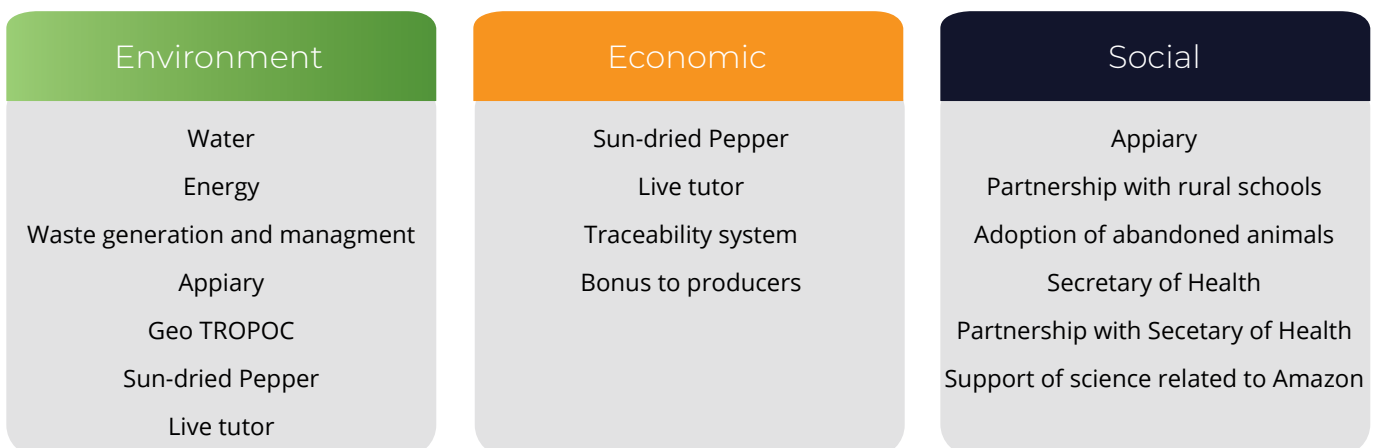 Environment
Water
Energy
Waste generation and managment
Appiary
Geo TROPOC
Sun-dried Pepper
Live tutor
Economic
Sun-dried Pepper
Live tutor
Traceability system
Bonus to producers
Social
Appiary
Partnership with rural schools
Adoption of abandoned animals
Secretary of Health
Partnership with Secetary of Health
Support of science related to Amazon